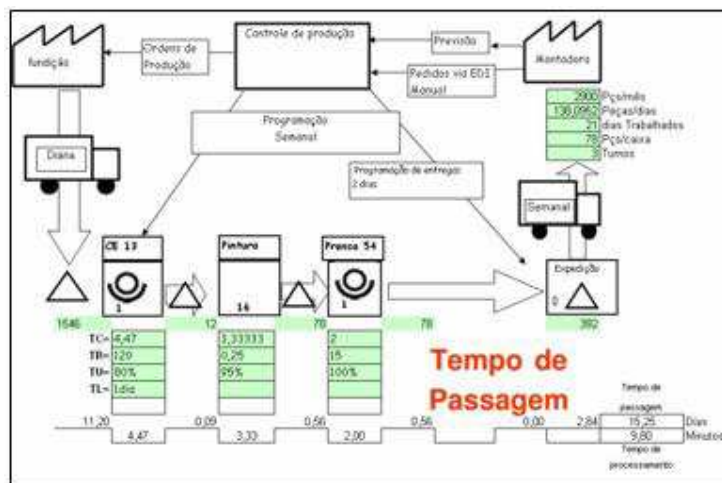 fundição
Ordens de
Produção
Controle de produção
Previsão
Pedidos via EDI
Manual
Montadora
2900 Pçs/mês
138,0952 Peças/dias
21 dias Trabalhados
78 Pçs/caixa
3 Turnos
Diaria
Programação
Semanal
Programação de entregas
2 dias
Semanal
CE 13
Pintura
Prensa 54
Expedição
1
14
1
0
1546
12
78
78
392
TC= 4,47
3,33333
2
TR= 120
0,25
15
TU= 80%
95%
100%
TL= 1dia
Tempo de
Passagem
Tempo de
passagem
11,20
0,09
0,56
0,56
0,00
2,84
15,25
Dias
4,47
3,33
2,00
9,80
Minutos
Tempo de
processamento